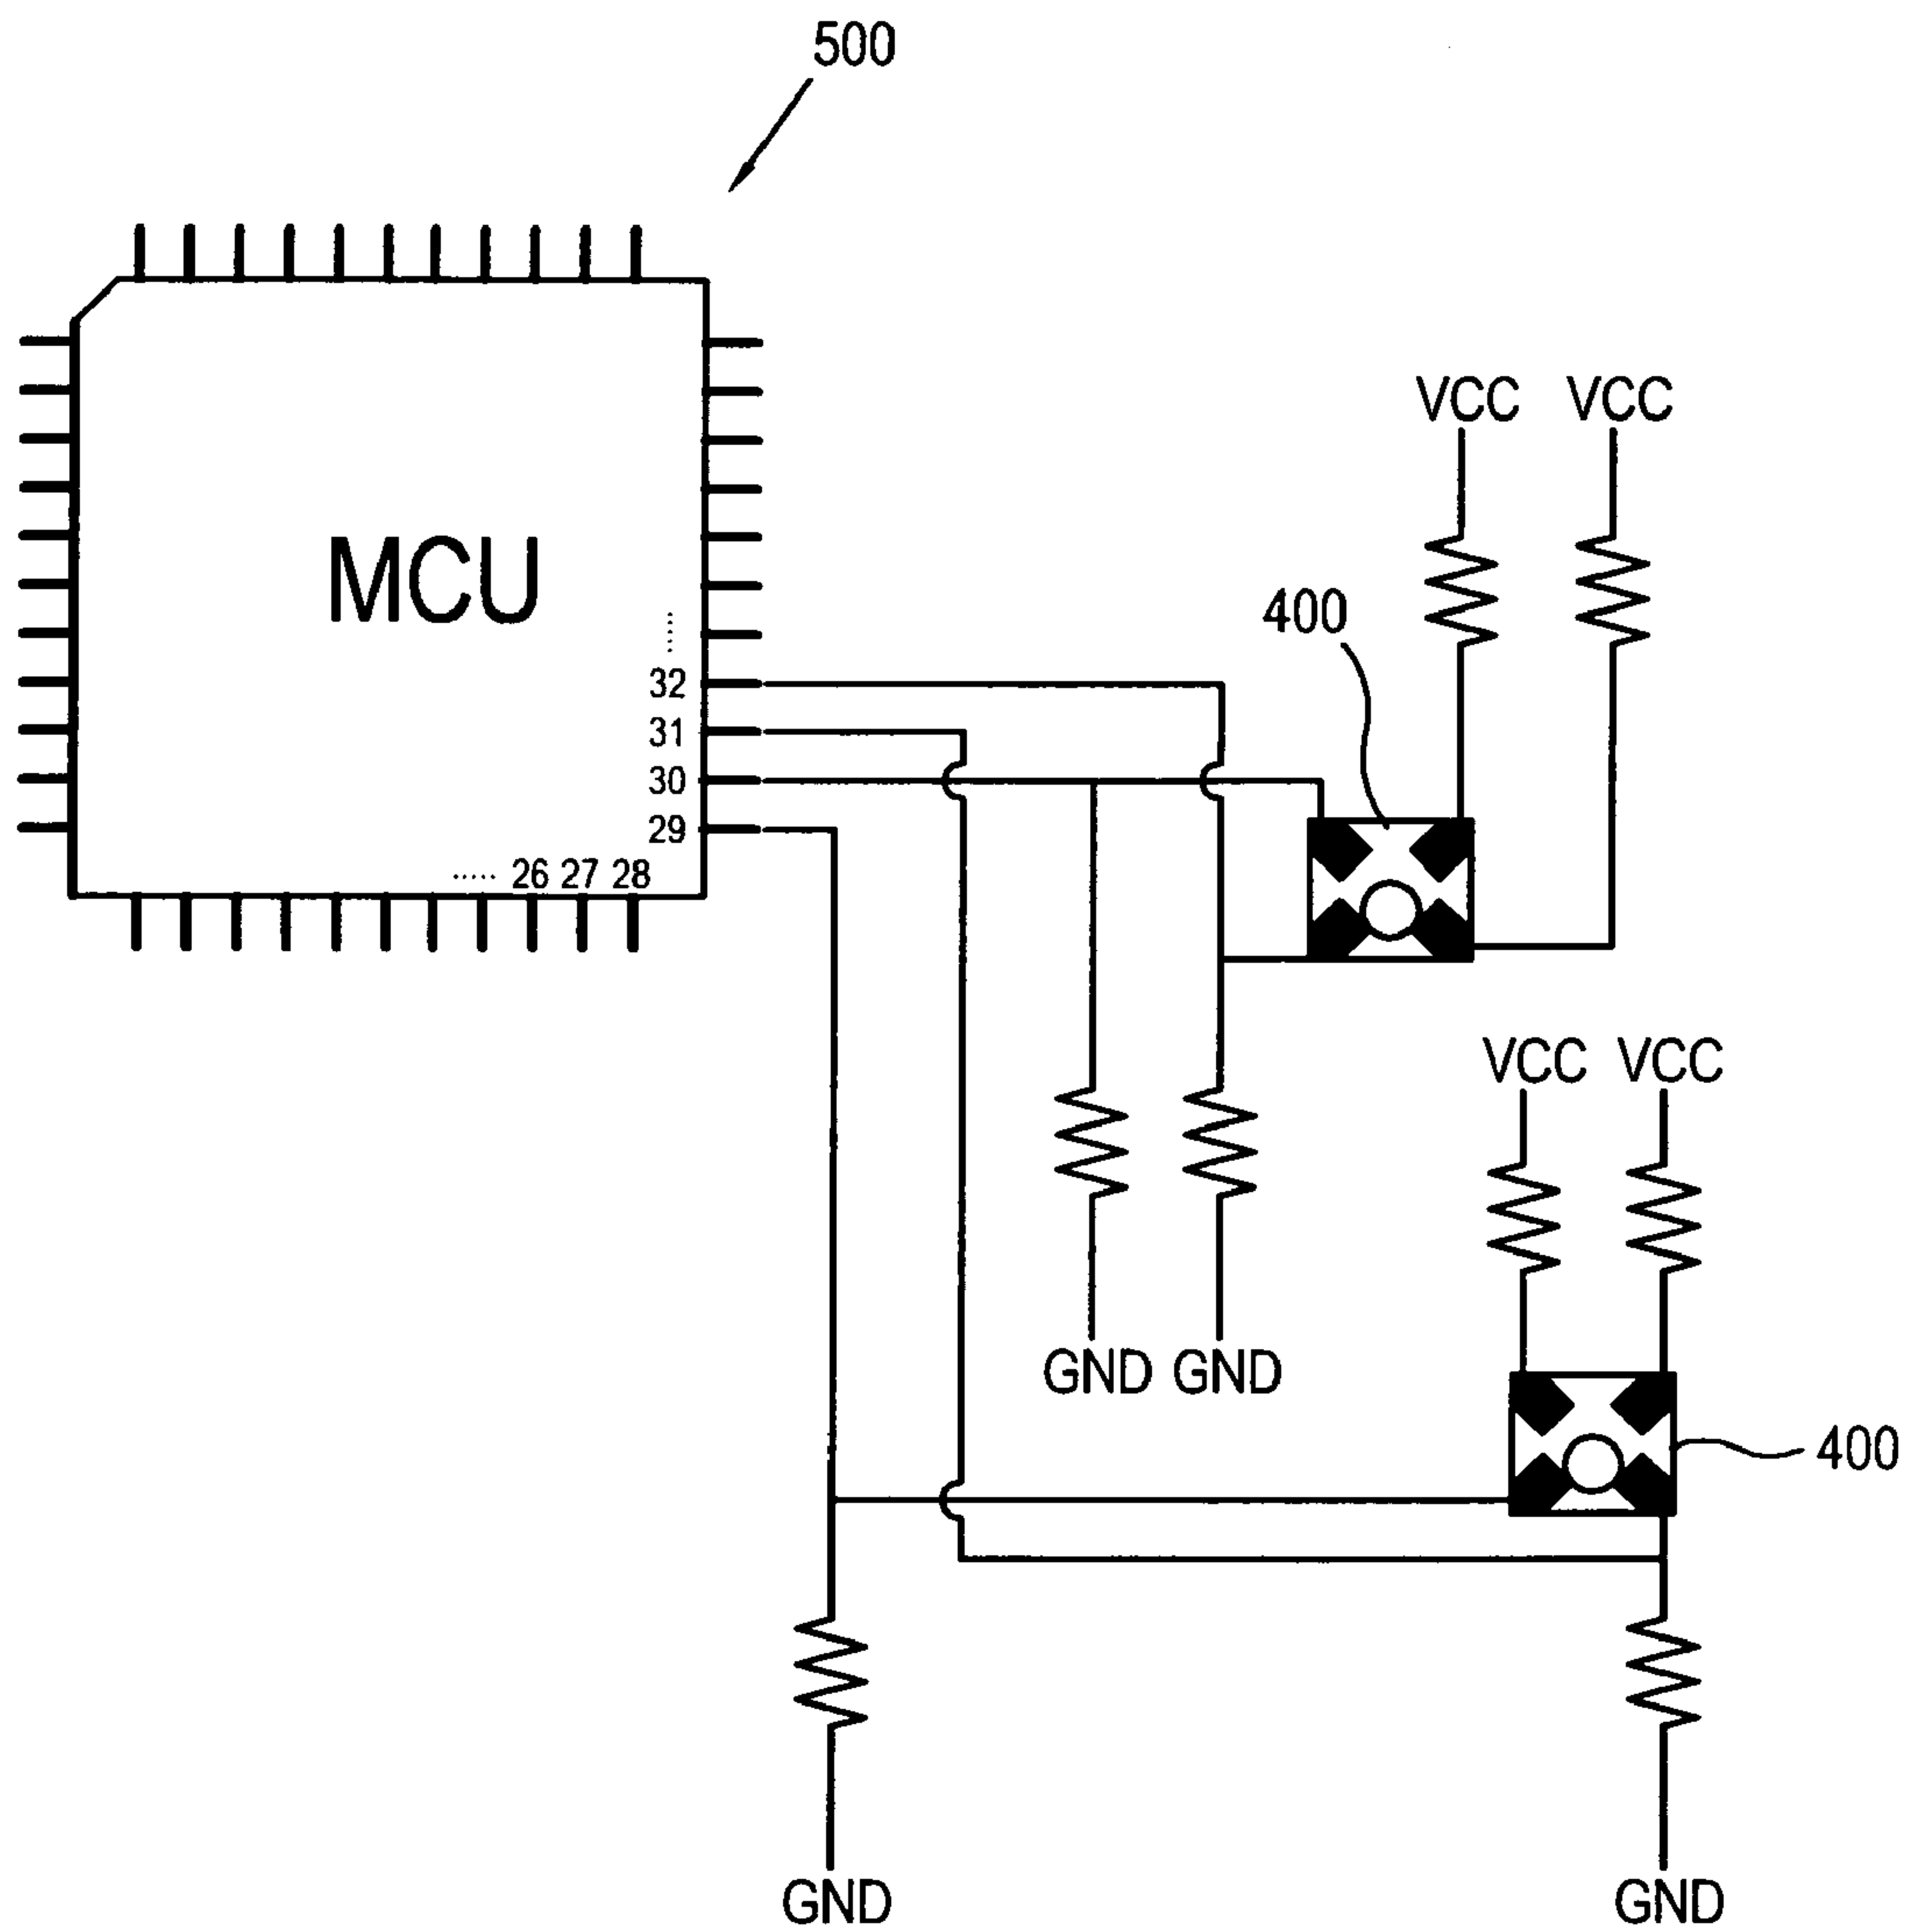 500
VCC VCC
MCU
400
......
32
31
30
29
..... 26 27 28
VCC VCC
GND GND
400
GND GND